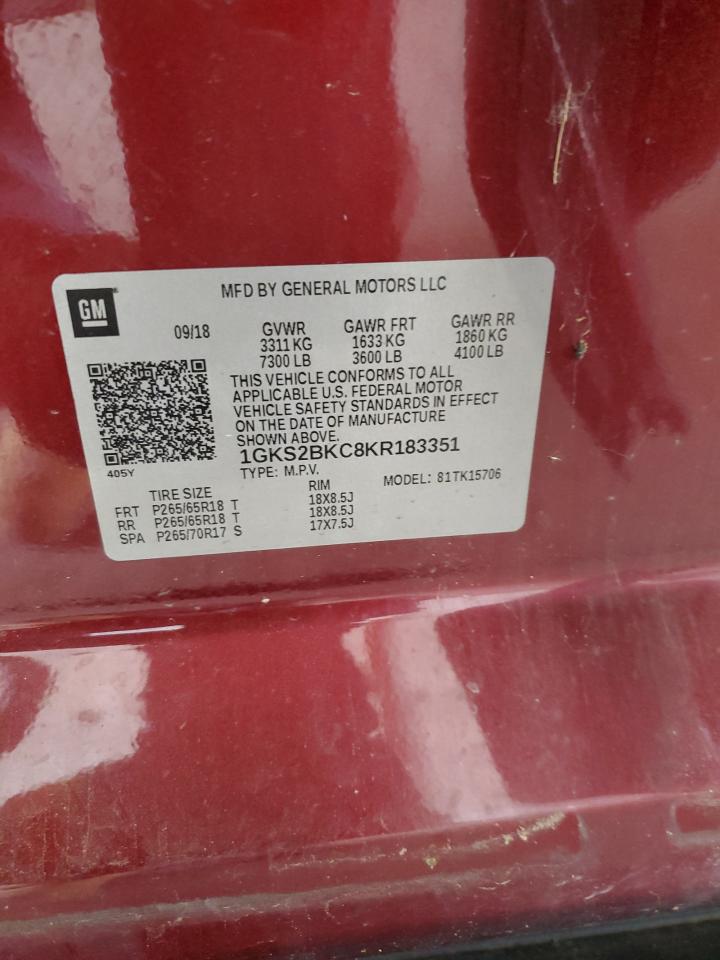 MFD BY GENERAL MOTORS LLC
GM
09/18 GVWR GAWR FRT GAWR RR
3311 KG 1633 KG 1860 KG
7300 LB 3600 LB 4100 LB
THIS VEHICLE CONFORMS TO ALL
APPLICABLE U.S. FEDERAL MOTOR
VEHICLE SAFETY STANDARDS IN EFFECT
ON THE DATE OF MANUFACTURE
SHOWN ABOVE.
1GKS2BKC8KR183351
405Y TYPE: M.P.V. MODEL: 81TK15706
TIRE SIZE RIM
FRT P265/65R18 T 18X8.5J
RR P265/65R18 T 18X8.5J
SPA P265/70R17 S 17X7.5J